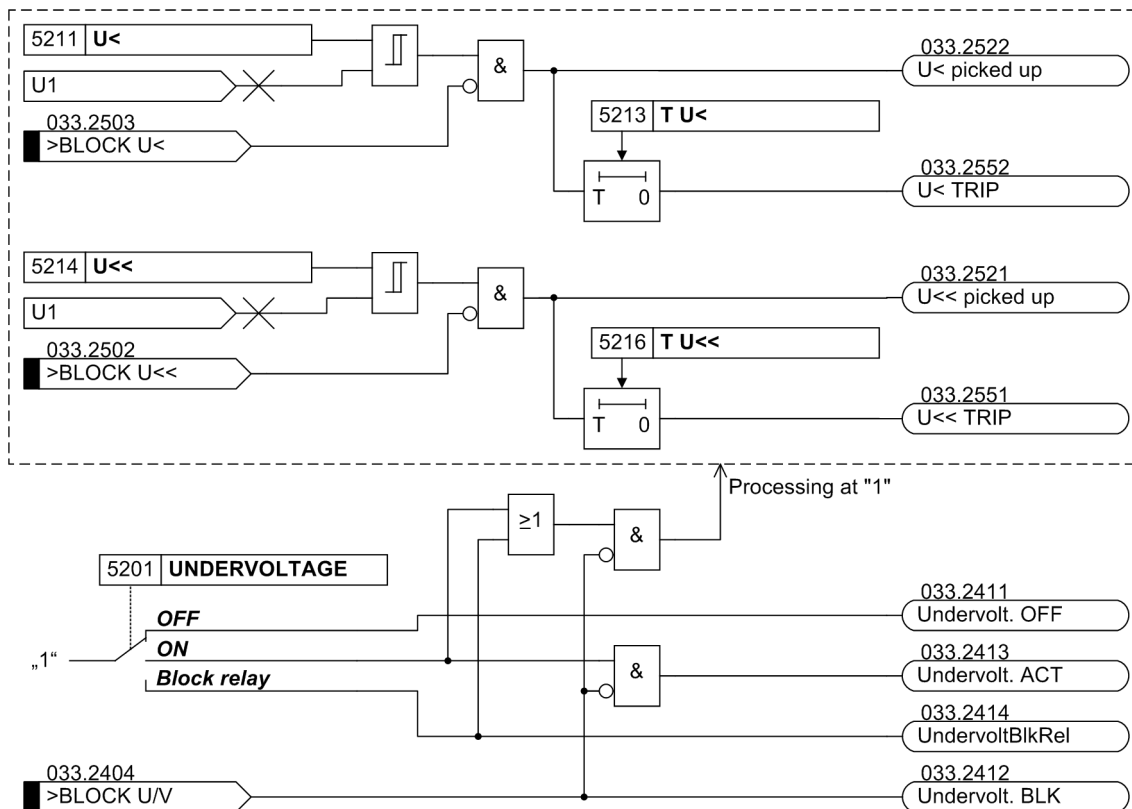 5211 U<
U1
033.2503
>BLOCK U<
&
033.2522
U< picked up
5213 T U<
T 0
033.2552
U< TRIP
5214 U<<
U1
033.2502
>BLOCK U<<
&
033.2521
U<< picked up
5216 T U<<
T 0
033.2551
U<< TRIP
Processing at "1"
≥1
&
5201 UNDERVOLTAGE
„1“
OFF
ON
Block relay
&
033.2411
Undervolt. OFF
033.2413
Undervolt. ACT
033.2414
UndervoltBlkRel
033.2404
>BLOCK U/V
033.2412
Undervolt. BLK